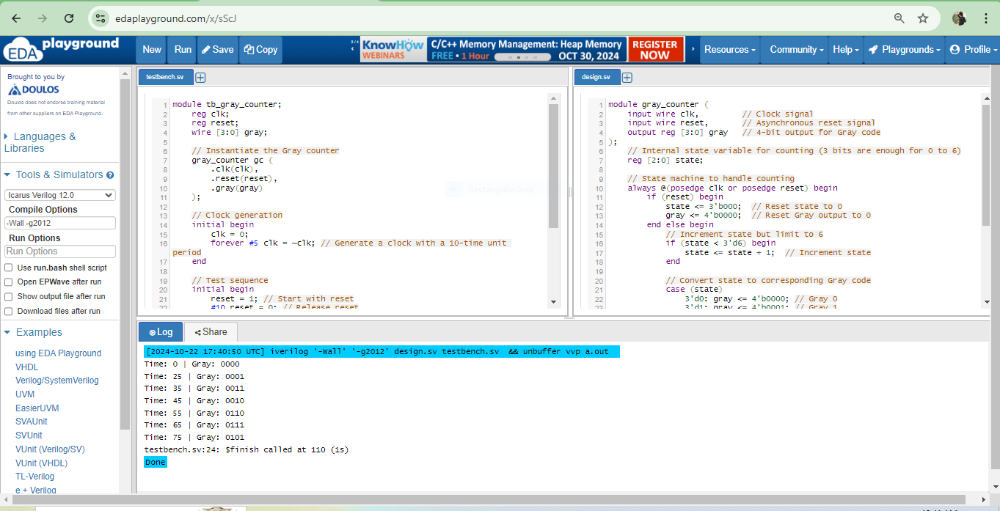 edaplayground.com/x/sScJ
EDA playground
New
Run
Save
Copy
2/4
KnowHow
WEBINARS
C/C++ Memory Management: Heap Memory
FREE • 1 Hour
OCT 30, 2024
REGISTER
NOW
Resources
Community
Help
Playgrounds
Profile
Brought to you by
DOULOS
Doulos does not endorse training material
from other suppliers on EDA Playground.
Languages &
Libraries
Tools & Simulators
Icarus Verilog 12.0
Compile Options
-Wall -g2012
Run Options
Run Options
Use run.bash shell script
Open EPWave after run
Show output file after run
Download files after run
Examples
using EDA Playground
VHDL
Verilog/SystemVerilog
UVM
EasierUVM
SVAUnit
SVUnit
VUnit (Verilog/SV)
VUnit (VHDL)
TL-Verilog
e + Verilog
testbench.sv
1 module tb_gray_counter;
2 reg clk;
3 reg reset;
4 wire [3:0] gray;
5
6 // Instantiate the Gray counter
7 gray_counter gc (
8 .clk(clk),
9 .reset(reset),
10 .gray(gray)
11 );
12
13 // Clock generation
14 initial begin
15 clk = 0;
16 forever #5 clk = ~clk; // Generate a clock with a 10-time unit
period
17 end
18
19 // Test sequence
20 initial begin
21 reset = 1; // Start with reset
22 #10 reset = 0; // Release reset
Rectangular Snip
design.sv
1 module gray_counter (
2 input wire clk, // Clock signal
3 input wire reset, // Asynchronous reset signal
4 output reg [3:0] gray // 4-bit output for Gray code
5 );
6 // Internal state variable for counting (3 bits are enough for 0 to 6)
7 reg [2:0] state;
8
9 // State machine to handle counting
10 always @(posedge clk or posedge reset) begin
11 if (reset) begin
12 state <= 3'b000; // Reset state to 0
13 gray <= 4'b0000; // Reset Gray output to 0
14 end else begin
15 // Increment state but limit to 6
16 if (state < 3'd6) begin
17 state <= state + 1; // Increment state
18 end
19
20 // Convert state to corresponding Gray code
21 case (state)
22 3'd0: gray <= 4'b0000; // Gray 0
23 3'd1: gray <= 4'b0001; // Gray 1
Log
Share
[2024-10-22 17:40:50 UTC] iverilog '-Wall' '-g2012' design.sv testbench.sv && unbuffer vvp a.out
Time: 0 | Gray: 0000
Time: 25 | Gray: 0001
Time: 35 | Gray: 0011
Time: 45 | Gray: 0010
Time: 55 | Gray: 0110
Time: 65 | Gray: 0111
Time: 75 | Gray: 0101
testbench.sv:24: $finish called at 110 (1s)
Done